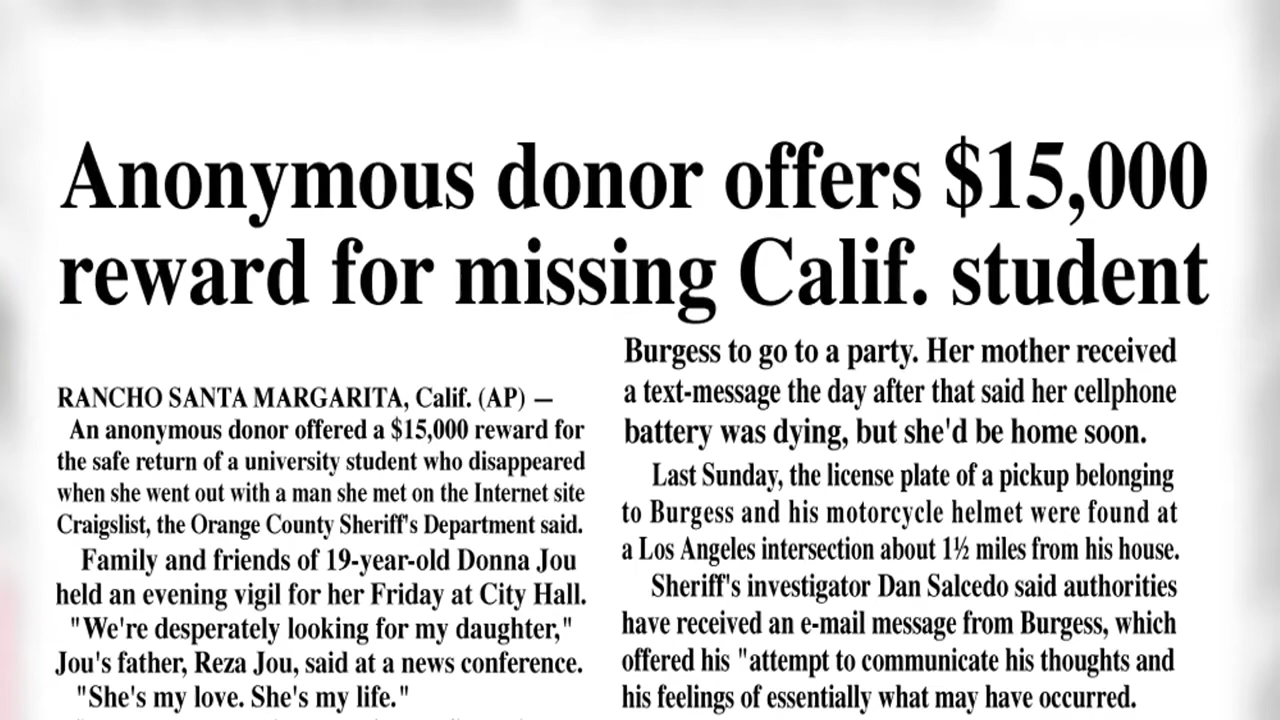 Anonymous donor offers $15,000
reward for missing Calif. student
RANCHO SANTA MARGARITA, Calif. (AP) —
An anonymous donor offered a $15,000 reward for
the safe return of a university student who disappeared
when she went out with a man she met on the Internet site
Craigslist, the Orange County Sheriff's Department said.
Family and friends of 19-year-old Donna Jou
held an evening vigil for her Friday at City Hall.
"We're desperately looking for my daughter,"
Jou's father, Reza Jou, said at a news conference.
"She's my love. She's my life."
Burgess to go to a party. Her mother received
a text-message the day after that said her cellphone
battery was dying, but she'd be home soon.
Last Sunday, the license plate of a pickup belonging
to Burgess and his motorcycle helmet were found at
a Los Angeles intersection about 1½ miles from his house.
Sheriff's investigator Dan Salcedo said authorities
have received an e-mail message from Burgess, which
offered his "attempt to communicate his thoughts and
his feelings of essentially what may have occurred.